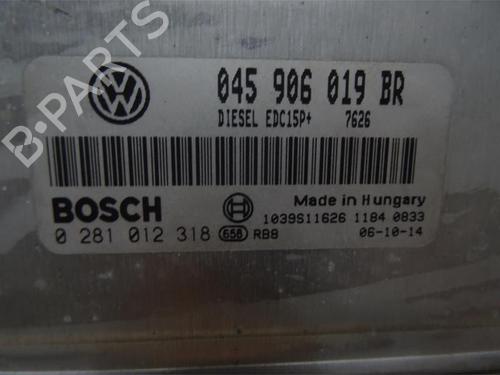 B-PARTS
045 906 019 BR
DIESEL EDC15P+ 7626
BOSCH
Made in Hungary
1039S11626 1184 0833
0 281 012 318 658 RB8 06-10-14